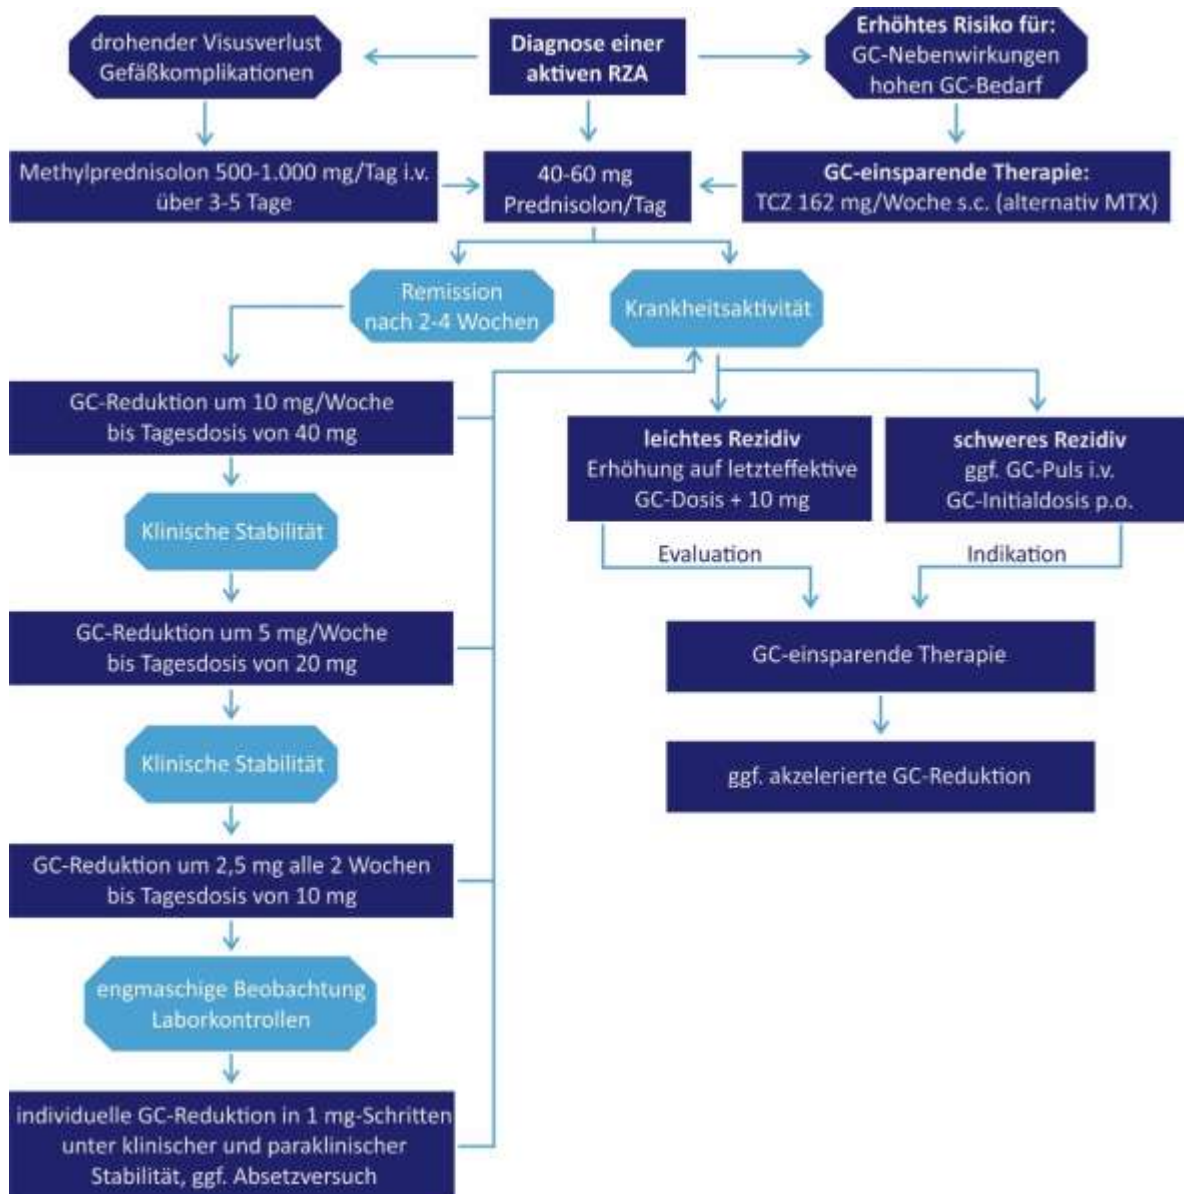 drohender Visusverlust
Gefäßkomplikationen
Diagnose einer
aktiven RZA
Erhöhtes Risiko für:
GC-Nebenwirkungen
hohen GC-Bedarf
Methylprednisolon 500-1.000 mg/Tag i.v.
über 3-5 Tage
40-60 mg
Prednisolon/Tag
GC-einsparende Therapie:
TCZ 162 mg/Woche s.c. (alternativ MTX)
Remission
nach 2-4 Wochen
Krankheitsaktivität
GC-Reduktion um 10 mg/Woche
bis Tagesdosis von 40 mg
leichtes Rezidiv
Erhöhung auf letzteffektive
GC-Dosis + 10 mg
schweres Rezidiv
ggf. GC-Puls i.v.
GC-Initialdosis p.o.
Klinische Stabilität
Evaluation
Indikation
GC-Reduktion um 5 mg/Woche
bis Tagesdosis von 20 mg
GC-einsparende Therapie
Klinische Stabilität
ggf. akzelerierte GC-Reduktion
GC-Reduktion um 2,5 mg alle 2 Wochen
bis Tagesdosis von 10 mg
engmaschige Beobachtung
Laborkontrollen
individuelle GC-Reduktion in 1 mg-Schritten
unter klinischer und paraklinischer
Stabilität, ggf. Absetzversuch